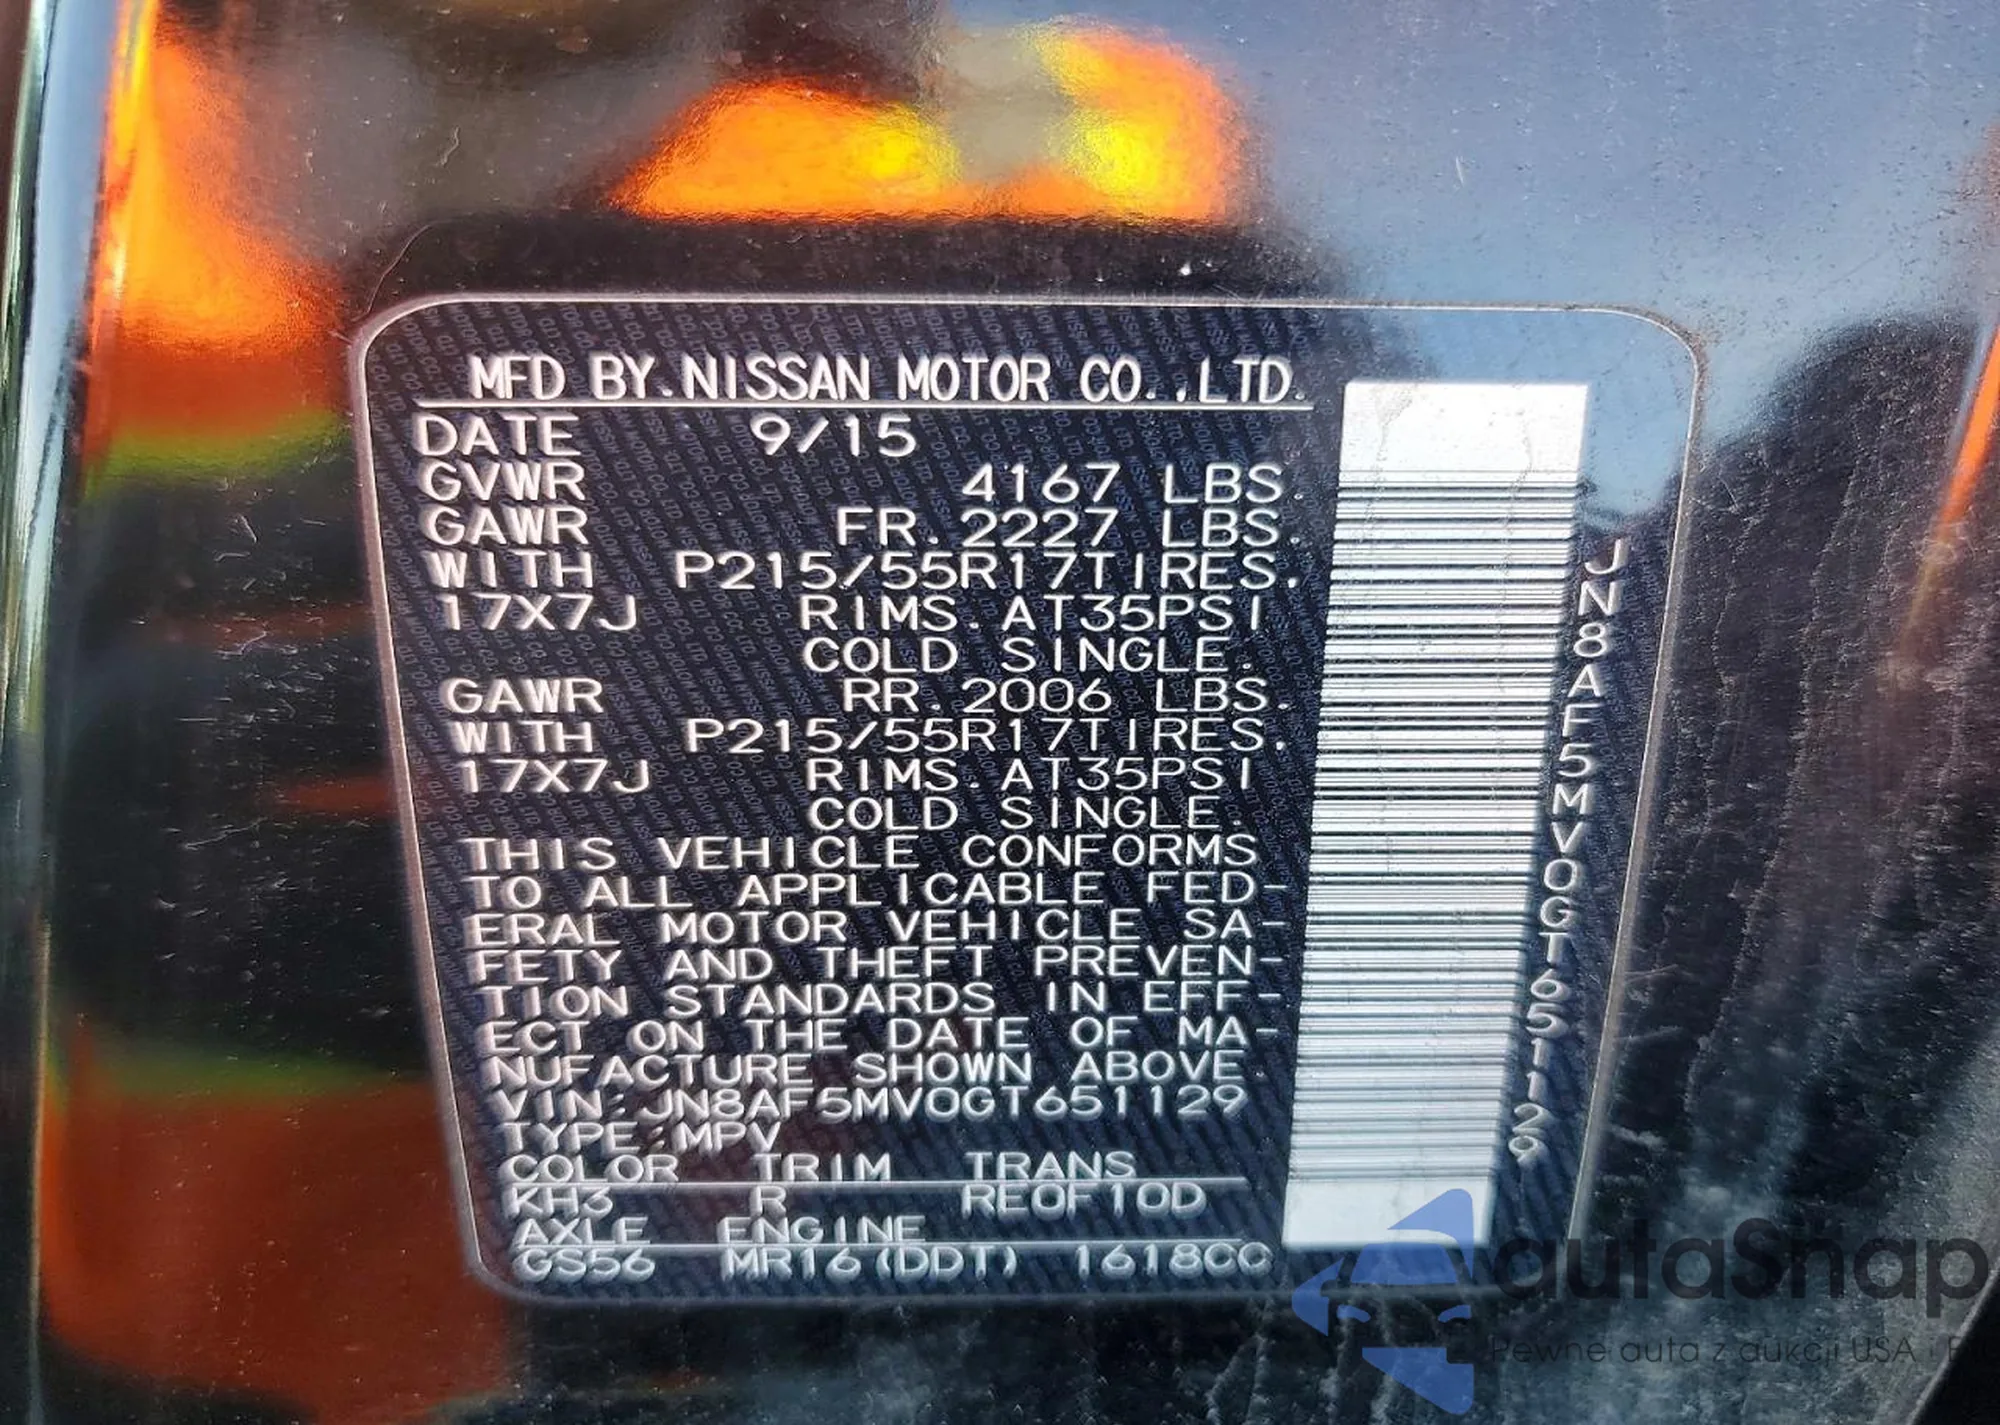 MFD BY.NISSAN MOTOR CO.,LTD.
DATE 9/15
GVWR 4167 LBS.
GAWR FR.2227 LBS.
WITH P215/55R17TIRES.
17X7J RIMS.AT35PSI
COLD SINGLE.
GAWR RR.2006 LBS.
WITH P215/55R17TIRES.
17X7J RIMS.AT35PSI
COLD SINGLE.
THIS VEHICLE CONFORMS
TO ALL APPLICABLE FED-
ERAL MOTOR VEHICLE SA-
FETY AND THEFT PREVEN-
TION STANDARDS IN EFF-
ECT ON THE DATE OF MA-
NUFACTURE SHOWN ABOVE.
VIN:JN8AF5MV0GT651129
TYPE:MPV
COLOR TRIM TRANS
KH3 R RE0F10D
AXLE ENGINE
GS56 MR16(DDT) 1618CC
JN8AF5MV0GT651129
autaSnap
Pewne auta z aukcji USA i